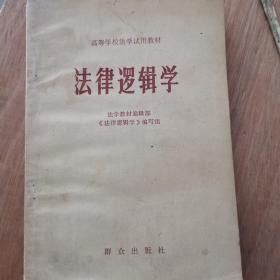 高等学校法学试用教材
法律逻辑学
法学教材编辑部
《法律逻辑学》编写组
群众出版社